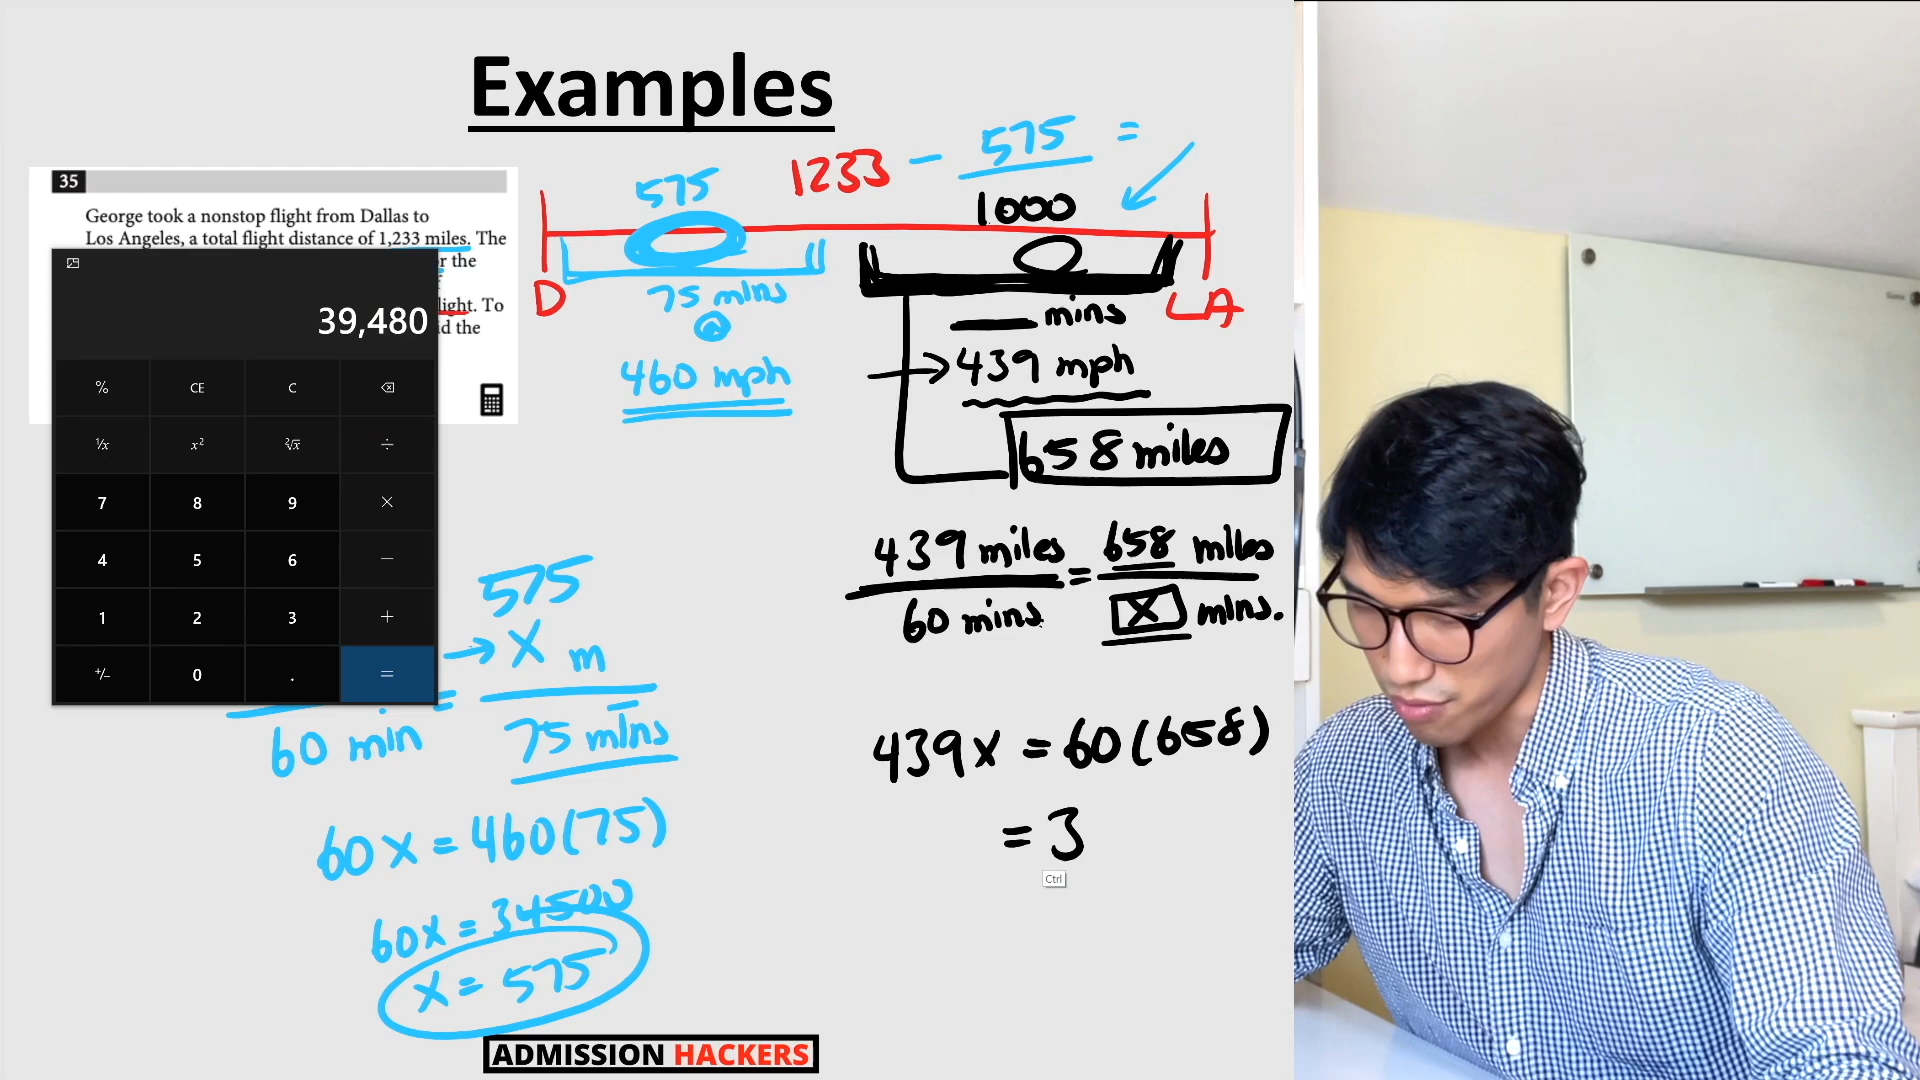 Examples
35
George took a nonstop flight from Dallas to
Los Angeles, a total flight distance of 1,233 miles. The
r the
light. To
d the
39,480
% CE C
1/x x² ²√x ÷
7 8 9 ×
4 5 6 −
1 2 3 +
+/− 0 . =
1233 − 575 =
575
1000
D
LA
75 mins
@
460 mph
mins
439 mph
658 miles
439 miles = 658 miles
60 mins. X mins.
439x = 60(658)
= 3
Ctrl
575
→ X m
60 min = 75 mins
60x = 460(75)
60x = 34500
x = 575
ADMISSION HACKERS